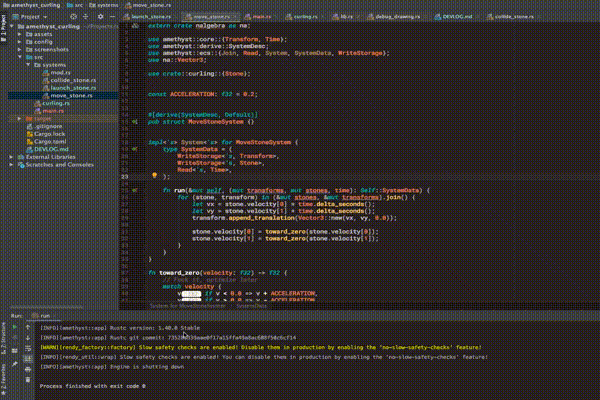 amethyst_curling
src
systems
move_stone.rs
Project
launch_stone.rs
move_stone.rs
main.rs
curling.rs
lib.rs
debug_drawing.rs
DEVLOG.md
collide_stone.rs
amethyst_curling
assets
config
screenshots
src
systems
mod.rs
collide_stone.rs
launch_stone.rs
move_stone.rs
curling.rs
main.rs
target
.gitignore
Cargo.lock
Cargo.toml
DEVLOG.md
External Libraries
Scratches and Consoles
extern crate nalgebra as na;
use amethyst::core::{Transform, Time};
use amethyst::derive::SystemDesc;
use amethyst::ecs::{Join, Read, System, SystemData, WriteStorage};
use na::Vector3;
use crate::curling::{Stone};
const ACCELERATION: f32 = 0.2;
#[derive(SystemDesc, Default)]
pub struct MoveStoneSystem {}
impl<'s> System<'s> for MoveStoneSystem {
type SystemData = (
WriteStorage<'s, Transform>,
WriteStorage<'s, Stone>,
Read<'s, Time>,
);
fn run(&mut self, (mut transforms, mut stones, time): Self::SystemData) {
for (stone, transform) in (&mut stones, &mut transforms).join() {
let vx = stone.velocity[0] * time.delta_seconds();
let vy = stone.velocity[1] * time.delta_seconds();
transform.append_translation(Vector3::new(vx, vy, 0.0));
stone.velocity[0] = toward_zero(stone.velocity[0]);
stone.velocity[1] = toward_zero(stone.velocity[1]);
}
}
}
fn toward_zero(velocity: f32) -> f32 {
optimize later
match velocity {
if v < 0.0 => v + ACCELERATION,
if v > 0.0 => v - ACCELERATION,
Run:
run
[INFO][amethyst::app] Rustc version: 1.40.0 Stable
[INFO][amethyst::app] Rustc git commit:
[WARN][rendy_factory::factory] Slow safety checks are enabled! Disable them in production by enabling the 'no-slow-safety-checks' feature!
[INFO][rendy_util::wrap] Slow safety checks are enabled! You can disable them in production by enabling the 'no-slow-safety-checks' feature!
[INFO][amethyst::app] Engine is shutting down
Process finished with exit code 0
1: Project
7: Structure
2: Favorites